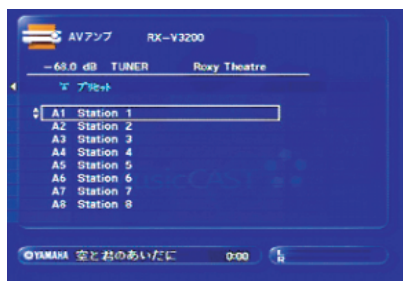 AVアンプ RX-V3200
-68.0 dB TUNER Roxy Theatre
プリセット
A1 Station 1
A2 Station 2
A3 Station 3
A4 Station 4
A5 Station 5
A6 Station 6
A7 Station 7
A8 Station 8
YAMAHA 空と君のあいだに 0:00